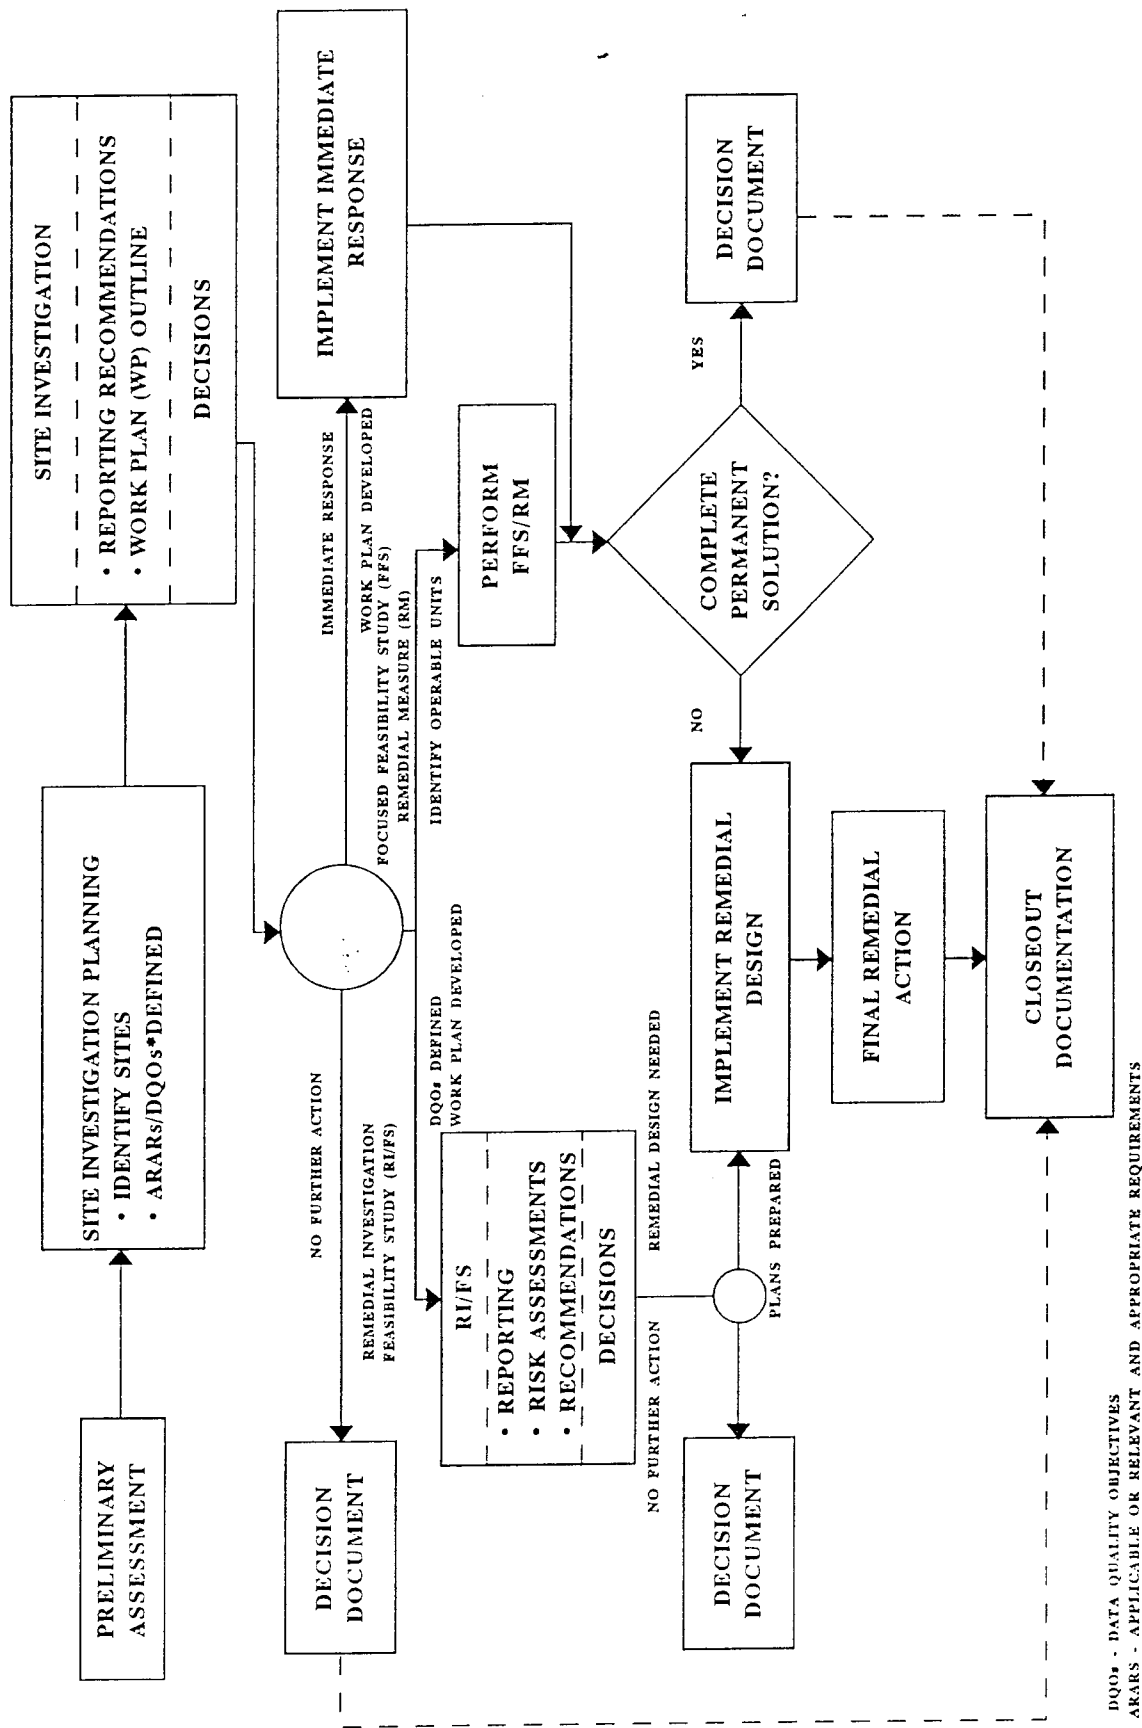 PRELIMINARY
ASSESSMENT
SITE INVESTIGATION PLANNING
• IDENTIFY SITES
• ARARs/DQOs*DEFINED
SITE INVESTIGATION
• REPORTING RECOMMENDATIONS
• WORK PLAN (WP) OUTLINE
DECISIONS
DECISION
DOCUMENT
NO FURTHER ACTION
REMEDIAL INVESTIGATION
FEASIBILITY STUDY (RI/FS)
IMMEDIATE RESPONSE
WORK PLAN DEVELOPED
FOCUSED FEASIBILITY STUDY (FFS)
REMEDIAL MEASURE (RM)
IMPLEMENT IMMEDIATE
RESPONSE
DQOs DEFINED
WORK PLAN DEVELOPED
IDENTIFY OPERABLE UNITS
RI/FS
• REPORTING
• RISK ASSESSMENTS
• RECOMMENDATIONS
DECISIONS
PERFORM
FFS/RM
NO FURTHER ACTION
REMEDIAL DESIGN NEEDED
DECISION
DOCUMENT
PLANS PREPARED
IMPLEMENT REMEDIAL
DESIGN
NO
COMPLETE
PERMANENT
SOLUTION?
YES
DECISION
DOCUMENT
FINAL REMEDIAL
ACTION
CLOSEOUT
DOCUMENTATION
DQOs - DATA QUALITY OBJECTIVES
ARARS - APPLICABLE OR RELEVANT AND APPROPRIATE REQUIREMENTS